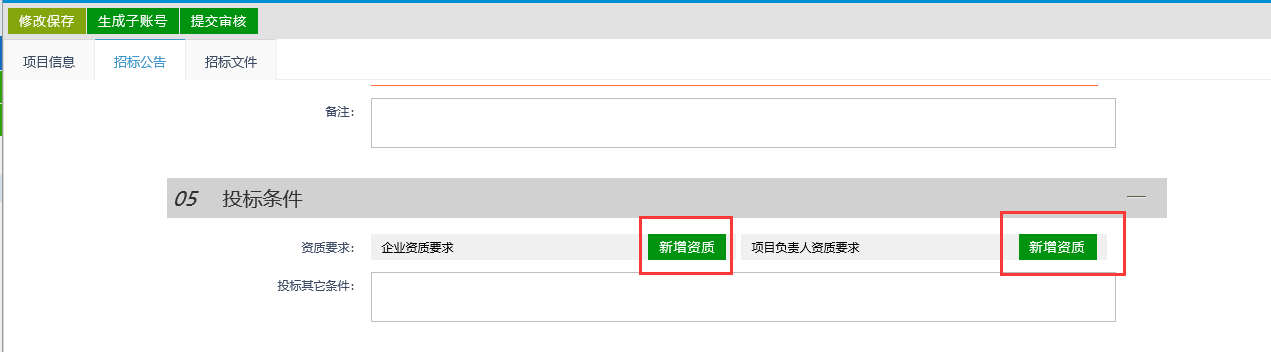 修改保存 生成子账号 提交审核
项目信息 招标公告 招标文件
备注:
05 投标条件
资质要求: 企业资质要求 新增资质 项目负责人资质要求 新增资质
投标其它条件: